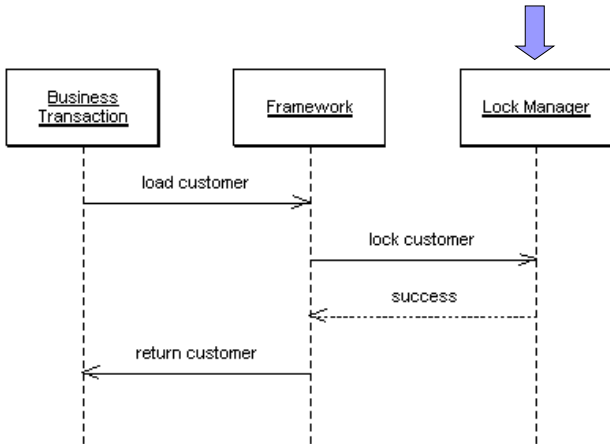 Business
Transaction
Framework
Lock Manager
load customer
lock customer
success
return customer